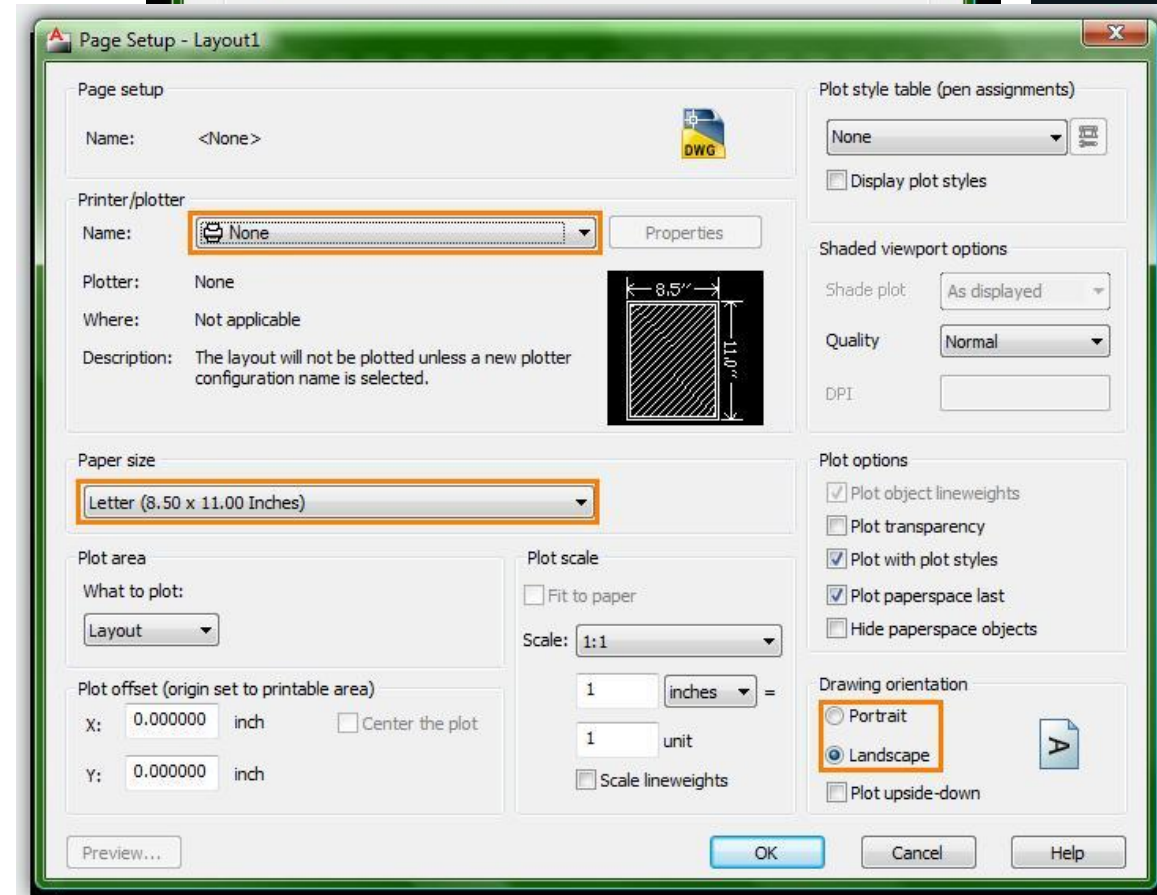 Page Setup - Layout1
Page setup
Name: <None>
DWG
Printer/plotter
Name: None Properties
Plotter: None
Where: Not applicable
Description: The layout will not be plotted unless a new plotter
configuration name is selected.
8.5″
11.0″
Paper size
Letter (8.50 x 11.00 Inches)
Plot area
What to plot:
Layout
Plot offset (origin set to printable area)
X: 0.000000 inch Center the plot
Y: 0.000000 inch
Plot scale
Fit to paper
Scale: 1:1
1 inches =
1 unit
Scale lineweights
Plot style table (pen assignments)
None
Display plot styles
Shaded viewport options
Shade plot As displayed
Quality Normal
DPI
Plot options
Plot object lineweights
Plot transparency
Plot with plot styles
Plot paperspace last
Hide paperspace objects
Drawing orientation
Portrait
Landscape
A
Plot upside-down
Preview... OK Cancel Help